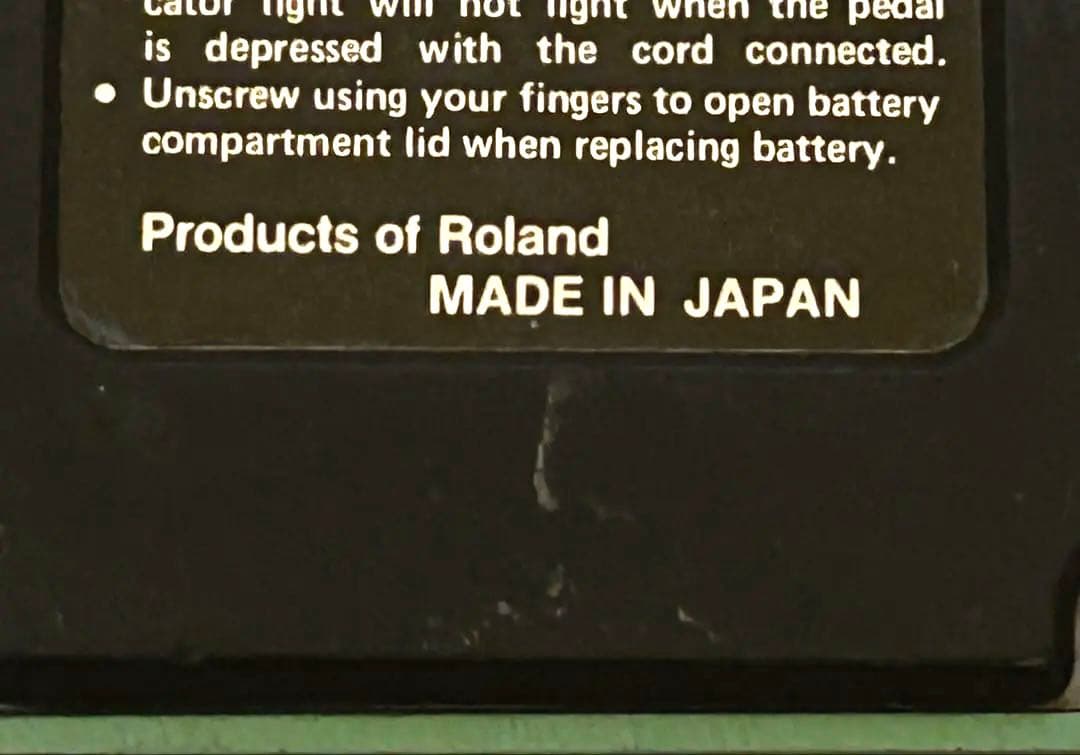 cator light will not light when the pedal
is depressed with the cord connected.
• Unscrew using your fingers to open battery
compartment lid when replacing battery.
Products of Roland
MADE IN JAPAN